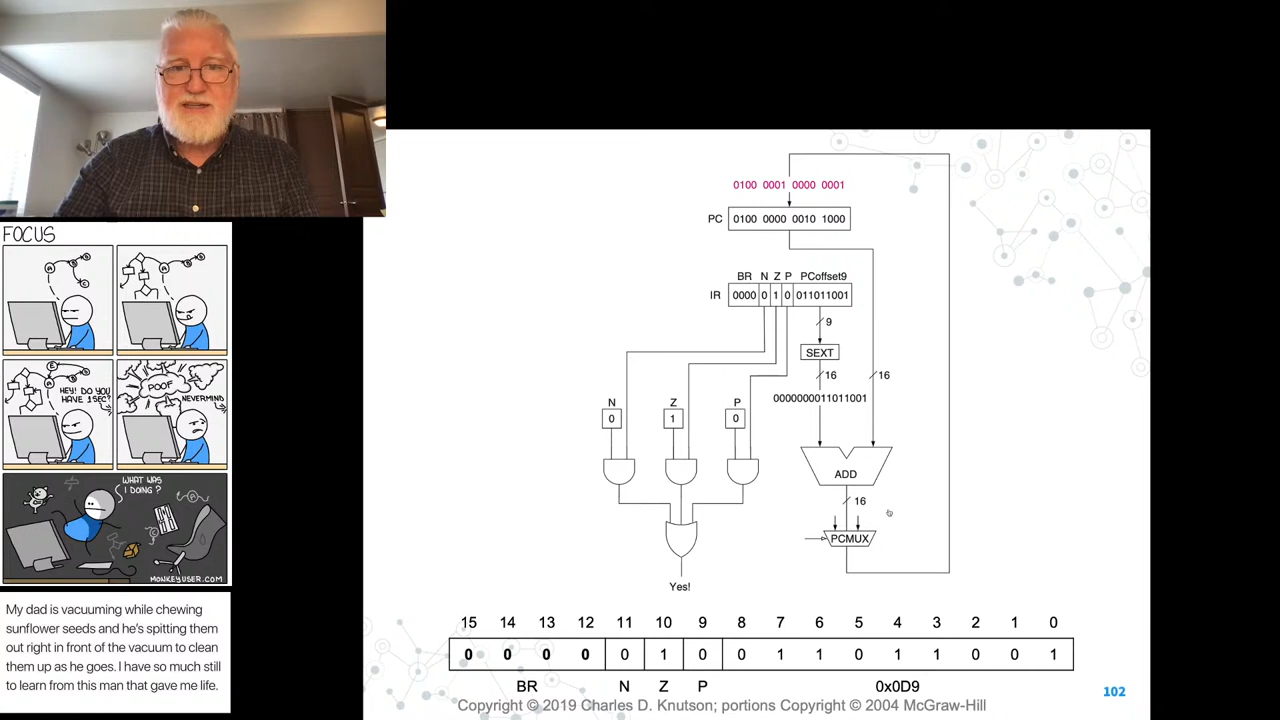 FOCUS
HEY! DO YOU
HAVE 1SEC?
POOF
NEVERMIND
WHAT WAS
I DOING?
MONKEYUSER.COM
My dad is vacuuming while chewing
sunflower seeds and he's spitting them
out right in front of the vacuum to clean
them up as he goes. I have so much still
to learn from this man that gave me life.
0100 0001 0000 0001
PC 0100 0000 0010 1000
BR N Z P PCoffset9
IR 0000 0 1 0 011011001
9
SEXT
16 16
0000000011011001
N Z P
0 1 0
ADD
16
PCMUX
Yes!
15 14 13 12 11 10 9 8 7 6 5 4 3 2 1 0
0 0 0 0 0 1 0 0 1 1 0 1 1 0 0 1
BR N Z P 0x0D9
Copyright © 2019 Charles D. Knutson; portions Copyright © 2004 McGraw-Hill
102